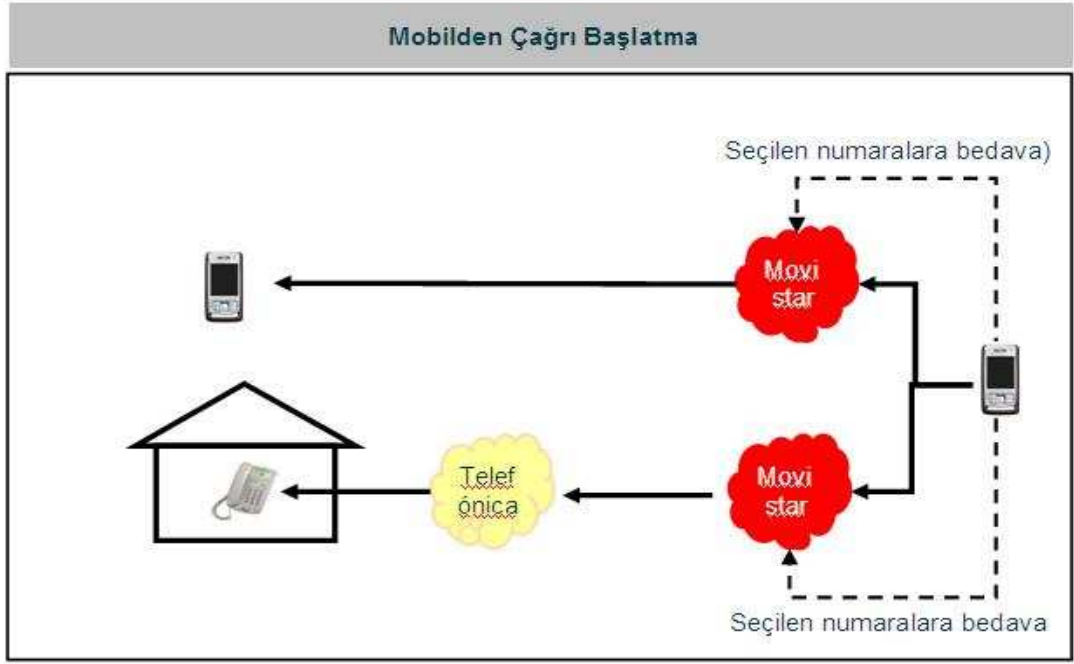 Mobilden Çağrı Başlatma
Seçilen numaralara bedava)
Movi
star
Telef
ónica
Movi
star
Seçilen numaralara bedava